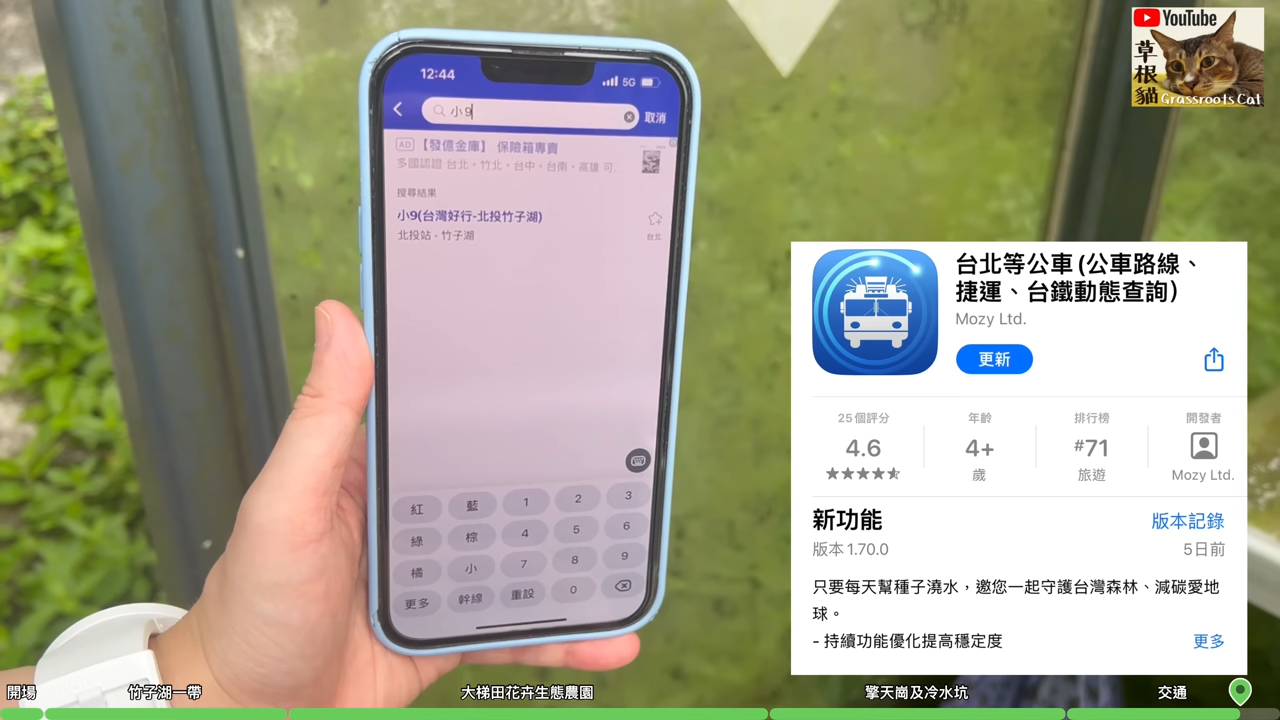 YouTube
草根貓
Grassroots Cat
12:44
5G
小9
取消
AD 【發億金庫】 保險箱專賣
多國認證 台北。竹北。台中。台南。高雄 可...
搜尋結果
小9(台灣好行-北投竹子湖)
北投站 - 竹子湖
台北
紅 藍 1 2 3
綠 棕 4 5 6
橘 小 7 8 9
更多 幹線 重設 0
台北等公車 (公車路線、
捷運、台鐵動態查詢)
Mozy Ltd.
更新
25個評分 年齡 排行榜 開發者
4.6 4+ #71
歲 旅遊 Mozy Ltd.
新功能 版本記錄
版本 1.70.0 5日前
只要每天幫種子澆水，邀您一起守護台灣森林、減碳愛地
球。
- 持續功能優化提高穩定度 更多
開場 竹子湖一帶 大梯田花卉生態農園 擎天崗及冷水坑 交通